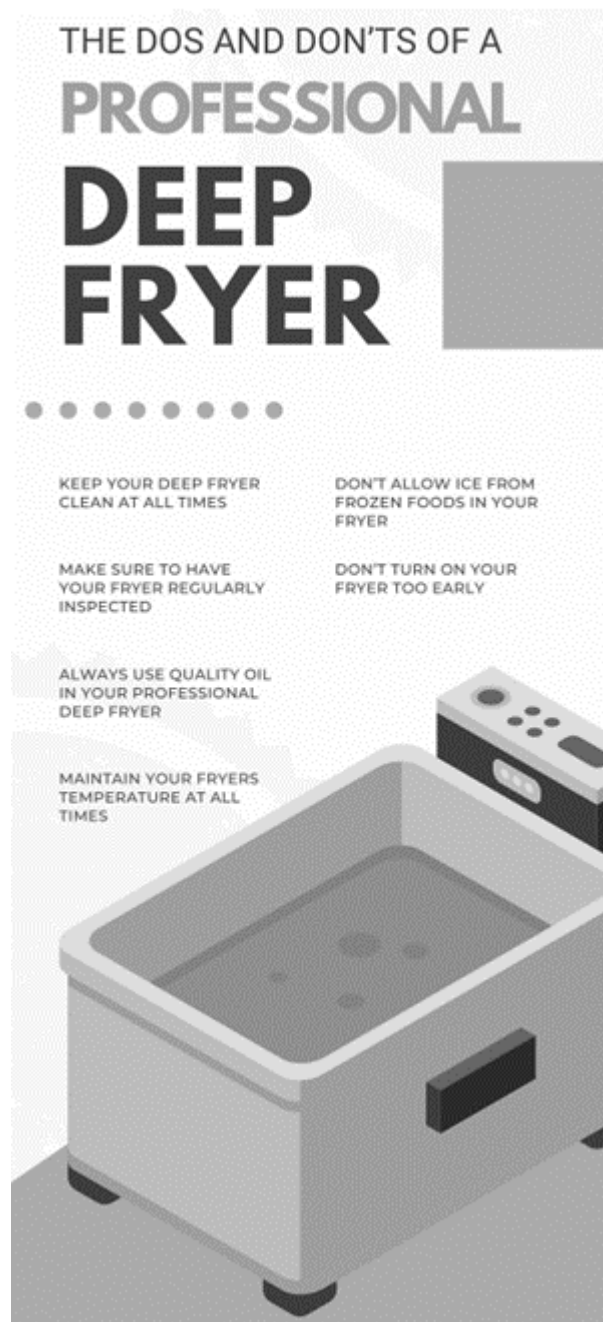 THE DOS AND DON'TS OF A
PROFESSIONAL
DEEP
FRYER
KEEP YOUR DEEP FRYER
CLEAN AT ALL TIMES
MAKE SURE TO HAVE
YOUR FRYER REGULARLY
INSPECTED
ALWAYS USE QUALITY OIL
IN YOUR PROFESSIONAL
DEEP FRYER
MAINTAIN YOUR FRYERS
TEMPERATURE AT ALL
TIMES
DON'T ALLOW ICE FROM
FROZEN FOODS IN YOUR
FRYER
DON'T TURN ON YOUR
FRYER TOO EARLY